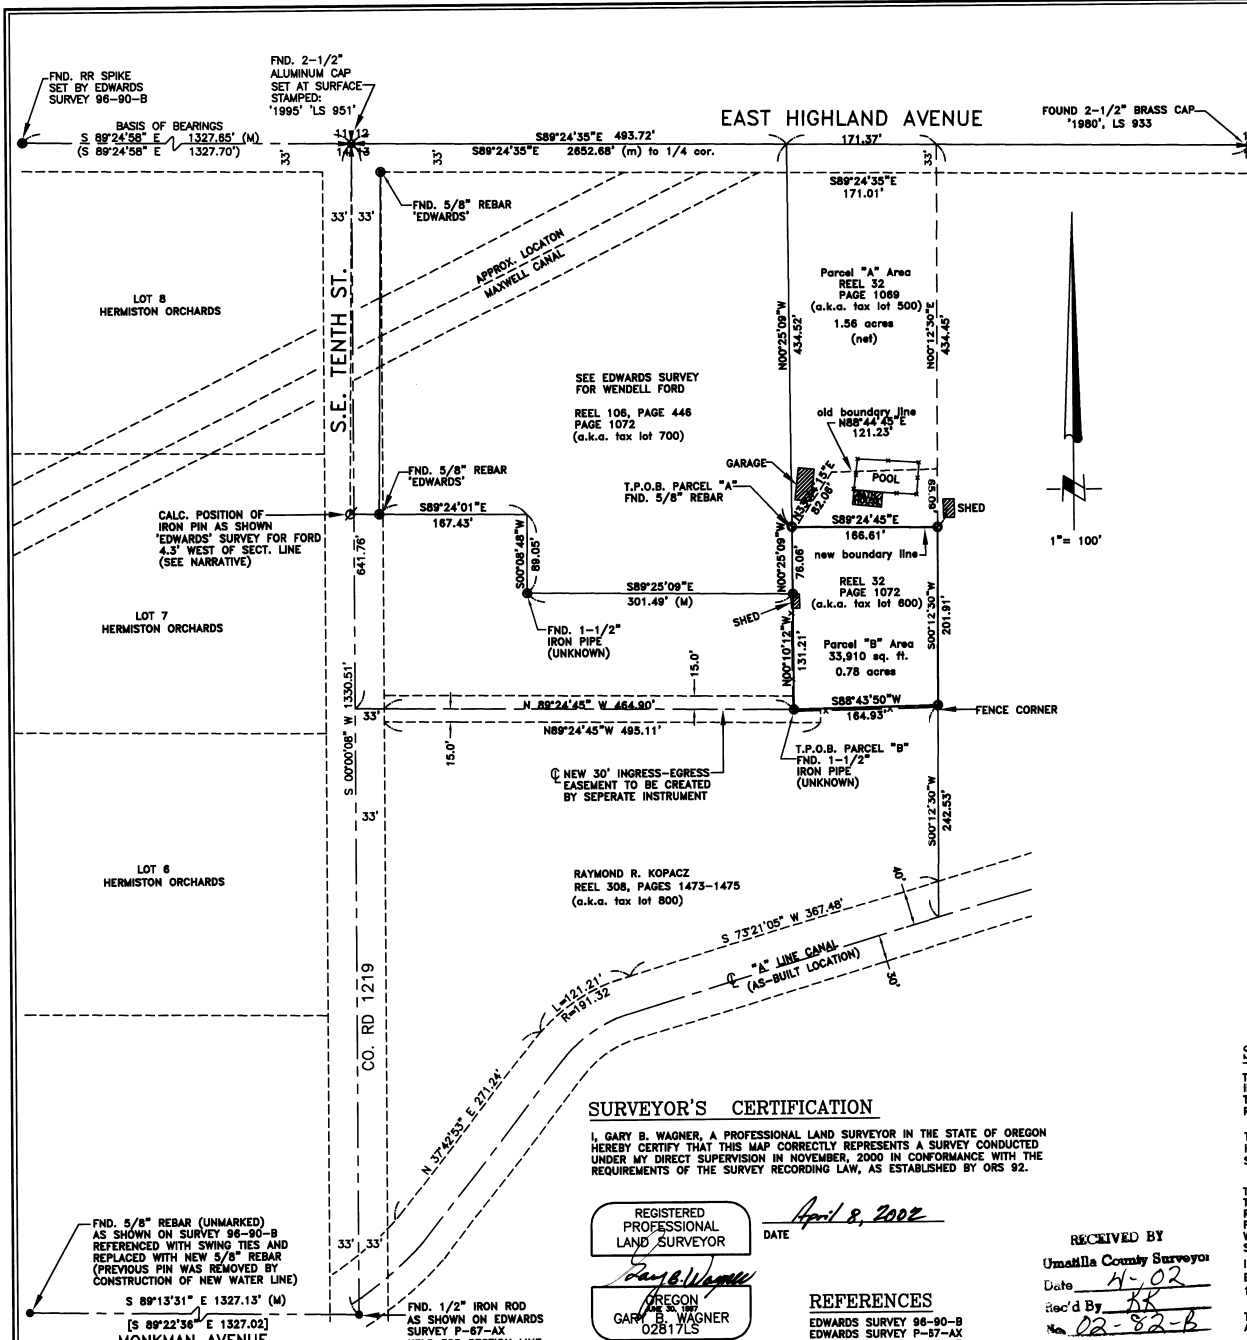 FND. RR SPIKE
SET BY EDWARDS
SURVEY 96-90-B
FND. 2-1/2"
ALUMINUM CAP
SET AT SURFACE
STAMPED:
'1995' 'LS 951'
EAST HIGHLAND AVENUE
FOUND 2-1/2" BRASS CAP
'1980', LS 933
BASIS OF BEARINGS
S 89°24'58" E 1327.65' (M)
(S 89°24'58" E 1327.70')
33'
11 12
14 13
33'
S89°24'35"E 493.72'
S89°24'35"E 2652.68' (m) to 1/4 cor.
171.37'
33'
S89°24'35"E
171.01'
FND. 5/8" REBAR
'EDWARDS'
33' 33'
APPROX. LOCATON
MAXWELL CANAL
S.E. TENTH ST.
LOT 8
HERMISTON ORCHARDS
Parcel "A" Area
REEL 32
PAGE 1069
(a.k.a. tax lot 500)
1.56 acres
(net)
N00°25'09"W
434.52'
N00°12'30"E
434.45'
SEE EDWARDS SURVEY
FOR WENDELL FORD
REEL 106, PAGE 446
PAGE 1072
(a.k.a. tax lot 700)
old boundary line
N88°44'45"E
121.23'
GARAGE
POOL
82.06'
65.09'
SHED
T.P.O.B. PARCEL "A"
FND. 5/8" REBAR
FND. 5/8" REBAR
'EDWARDS'
S89°24'01"E
167.43'
S89°24'45"E
166.61'
new boundary line
1"= 100'
CALC. POSITION OF
IRON PIN AS SHOWN
'EDWARDS' SURVEY FOR FORD
4.3' WEST OF SECT. LINE
(SEE NARRATIVE)
641.76'
S00°08'48"W
89.05'
N00°25'09"W
76.06'
S89°25'09"E
301.49' (M)
SHED
REEL 32
PAGE 1072
(a.k.a. tax lot 600)
S00°12'30"W
201.91'
LOT 7
HERMISTON ORCHARDS
FND. 1-1/2"
IRON PIPE
(UNKNOWN)
N00°10'12"W
131.21'
Parcel "B" Area
33,910 sq. ft.
0.78 acres
15.0'
S 00°00'08" W 1330.51'
33'
N 89°24'45" W 464.90'
N89°24'45"W 495.11'
15.0'
S88°43'50"W
164.93'
FENCE CORNER
T.P.O.B. PARCEL "B"
FND. 1-1/2"
IRON PIPE
(UNKNOWN)
℄ NEW 30' INGRESS-EGRESS
EASEMENT TO BE CREATED
BY SEPERATE INSTRUMENT
S00°12'30"W
242.53'
33'
LOT 6
HERMISTON ORCHARDS
RAYMOND R. KOPACZ
REEL 308, PAGES 1473-1475
(a.k.a. tax lot 800)
40'
S 73°21'05" W 367.48'
℄ "A" LINE CANAL
(AS-BUILT LOCATION)
30'
L=121.21'
R=191.32
CO. RD 1219
N 37°42'53" E 271.24'
SURVEYOR'S CERTIFICATION
I, GARY B. WAGNER, A PROFESSIONAL LAND SURVEYOR IN THE STATE OF OREGON
HEREBY CERTIFY THAT THIS MAP CORRECTLY REPRESENTS A SURVEY CONDUCTED
UNDER MY DIRECT SUPERVISION IN NOVEMBER, 2000 IN CONFORMANCE WITH THE
REQUIREMENTS OF THE SURVEY RECORDING LAW, AS ESTABLISHED BY ORS 92.
REGISTERED
PROFESSIONAL
LAND SURVEYOR
Gary B. Wagner
OREGON
JUNE 30, 1997
GARY B. WAGNER
02817LS
April 8, 2002
DATE
RECEIVED BY
Umatilla County Surveyor
Date 4-, 02
Rec'd By KK
No. 02-82-B
REFERENCES
EDWARDS SURVEY 96-90-B
EDWARDS SURVEY P-57-AX
FND. 5/8" REBAR (UNMARKED)
AS SHOWN ON SURVEY 96-90-B
REFERENCED WITH SWING TIES AND
REPLACED WITH NEW 5/8" REBAR
(PREVIOUS PIN WAS REMOVED BY
CONSTRUCTION OF NEW WATER LINE)
33' 33'
S 89°13'31" E 1327.13' (M)
[S 89°22'36" E 1327.02]
MONKMAN AVENUE
FND. 1/2" IRON ROD
AS SHOWN ON EDWARDS
SURVEY P-67-AX